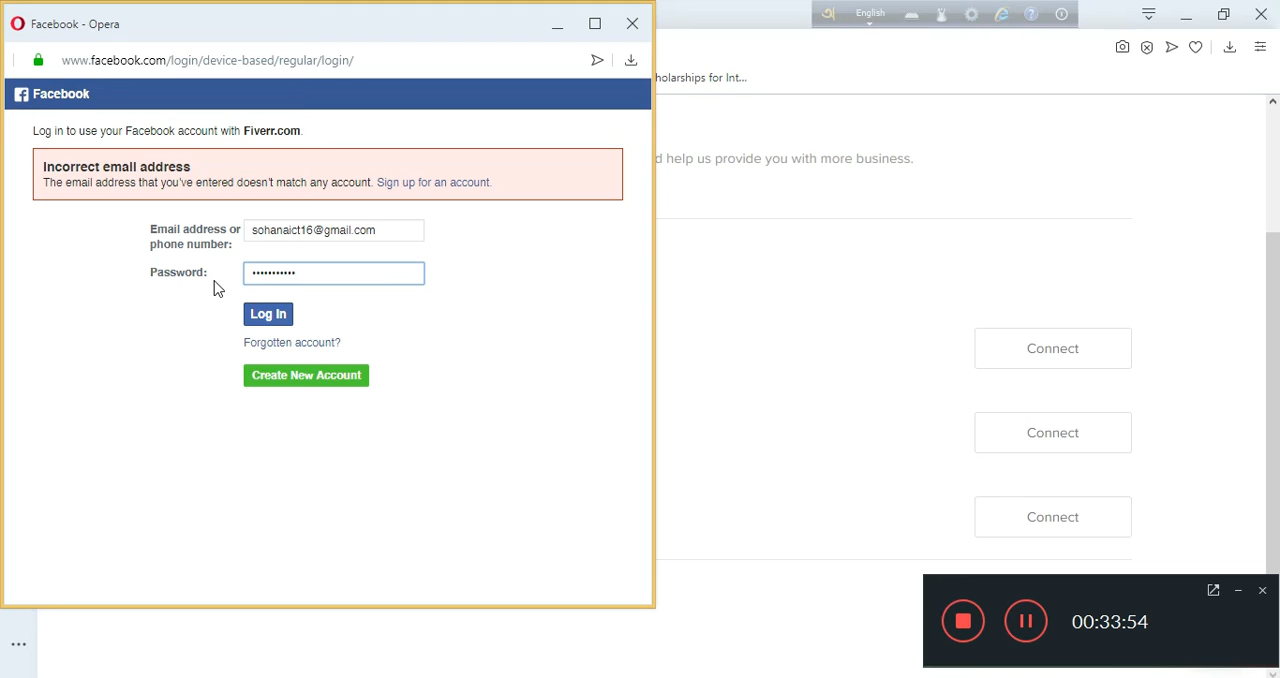 Facebook - Opera
English
www.facebook.com/login/device-based/regular/login/
holarships for Int...
Facebook
Log in to use your Facebook account with Fiverr.com.
d help us provide you with more business.
Incorrect email address
The email address that you've entered doesn't match any account. Sign up for an account.
Email address or
phone number:
sohanaict16@gmail.com
Password:
•••••••••••
Log In
Forgotten account?
Create New Account
Connect
Connect
Connect
00:33:54